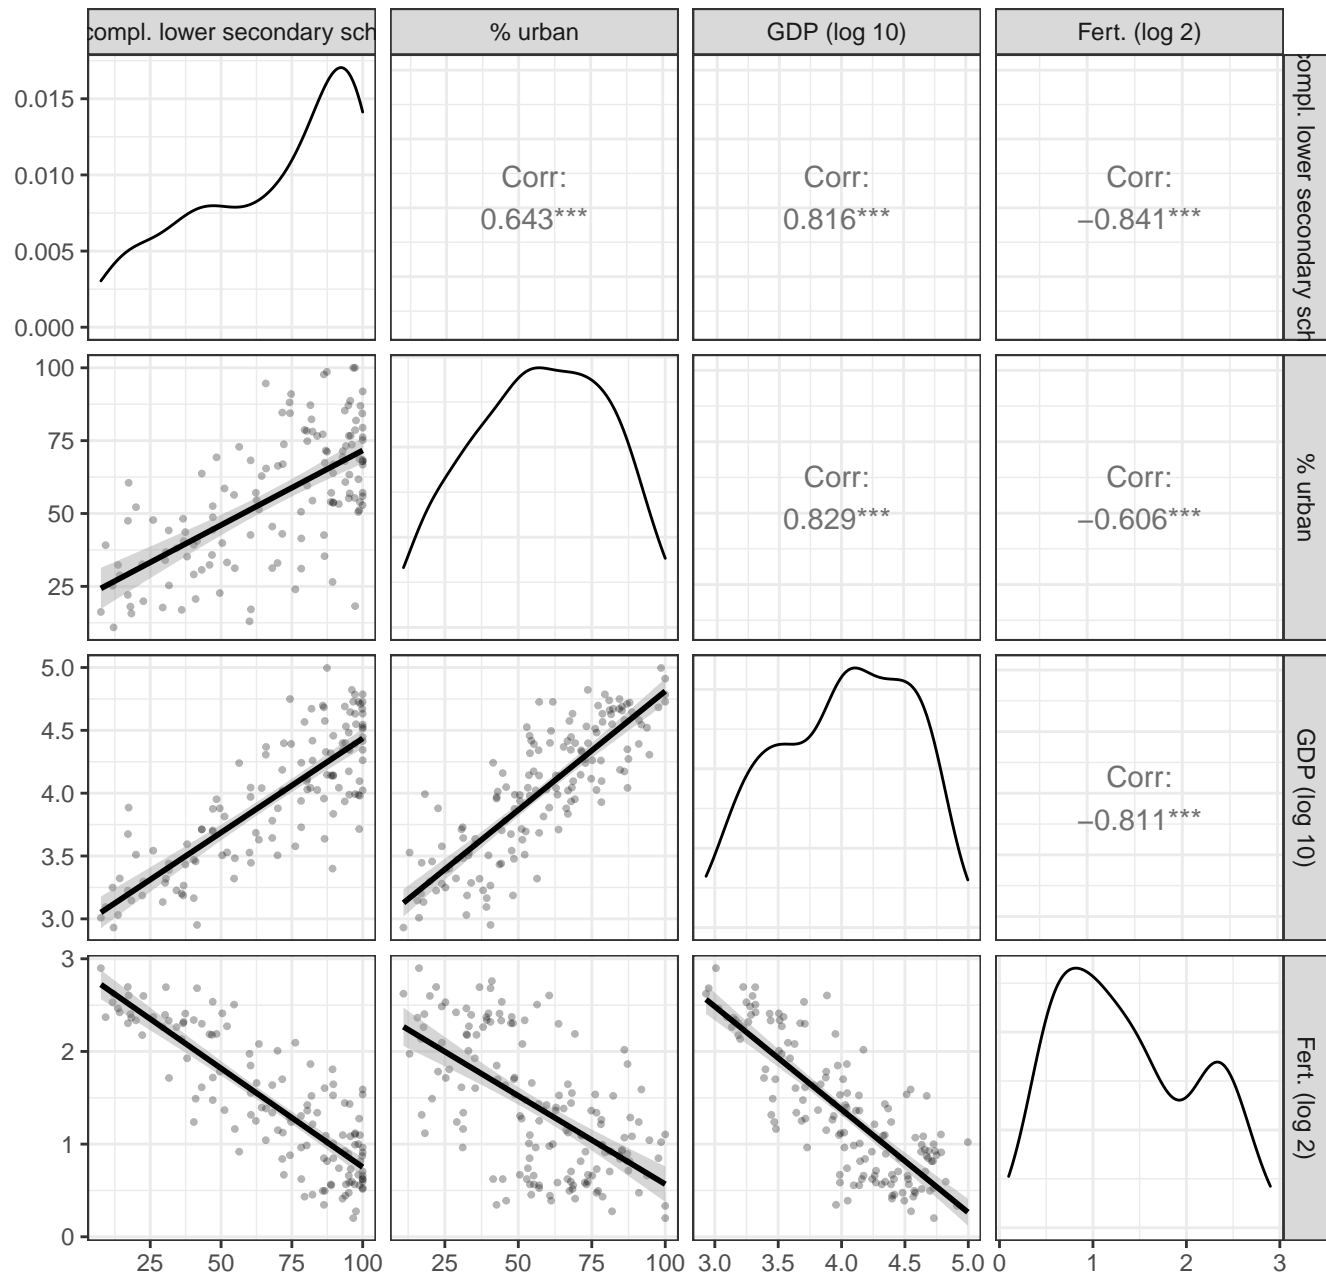 compl. lower secondary sch
% urban
GDP (log 10)
Fert. (log 2)
0.015
0.010
0.005
0.000
Corr:
0.643***
Corr:
0.816***
Corr:
−0.841***
compl. lower secondary sch
100
75
50
25
Corr:
0.829***
Corr:
−0.606***
% urban
5.0
4.5
4.0
3.5
3.0
Corr:
−0.811***
GDP (log 10)
3
2
1
0
Fert. (log 2)
25 50 75 100
25 50 75 100
3.0 3.5 4.0 4.5 5.0
0 1 2 3